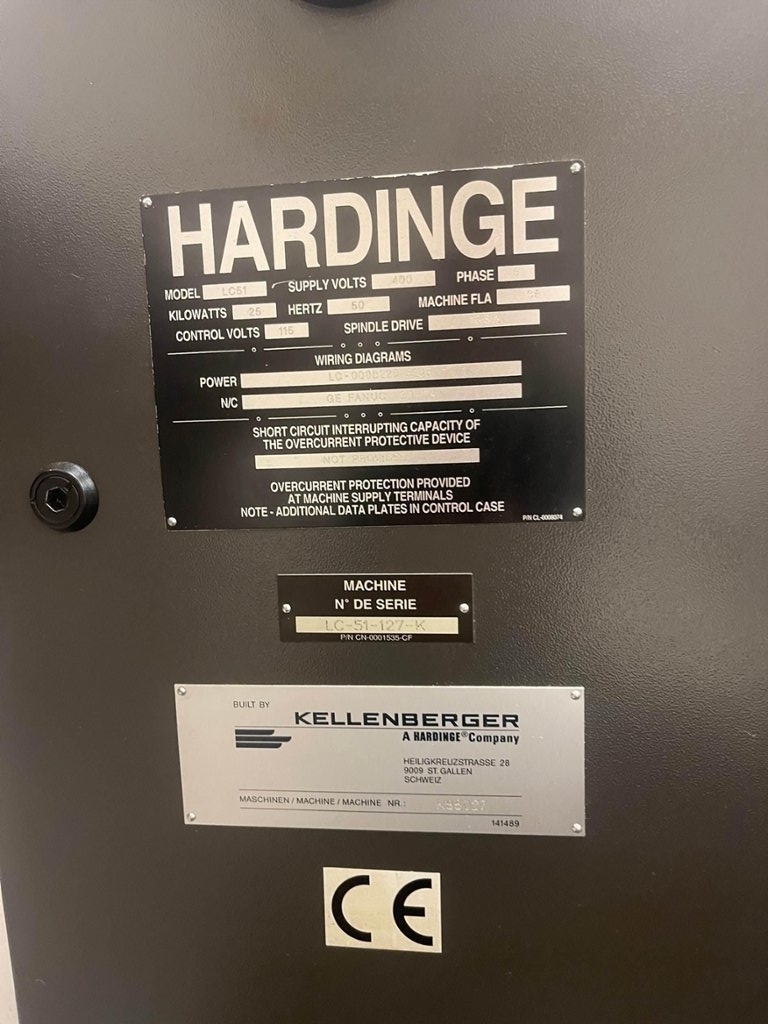 HARDINGE
MODEL LC51 SUPPLY VOLTS 400 PHASE
KILOWATTS 25 HERTZ 50 MACHINE FLA
CONTROL VOLTS 115 SPINDLE DRIVE
WIRING DIAGRAMS
POWER
N/C GE FANUC
SHORT CIRCUIT INTERRUPTING CAPACITY OF
THE OVERCURRENT PROTECTIVE DEVICE
NOT
OVERCURRENT PROTECTION PROVIDED
AT MACHINE SUPPLY TERMINALS
NOTE - ADDITIONAL DATA PLATES IN CONTROL CASE
P/N CL-0008074
MACHINE
N° DE SERIE
LC-51-127-K
P/N CN-0001535-CF
BUILT BY
KELLENBERGER
A HARDINGE® Company
HEILIGKREUZSTRASSE 28
9009 ST. GALLEN
SCHWEIZ
MASCHINEN / MACHINE / MACHINE NR.:
141489
CE